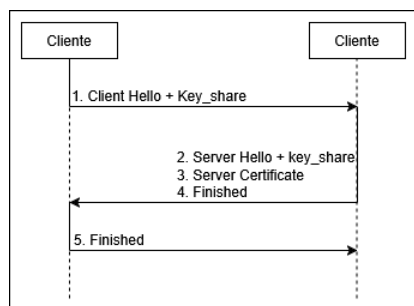 Cliente
Cliente
1. Client Hello + Key_share
2. Server Hello + key_share
3. Server Certificate
4. Finished
5. Finished